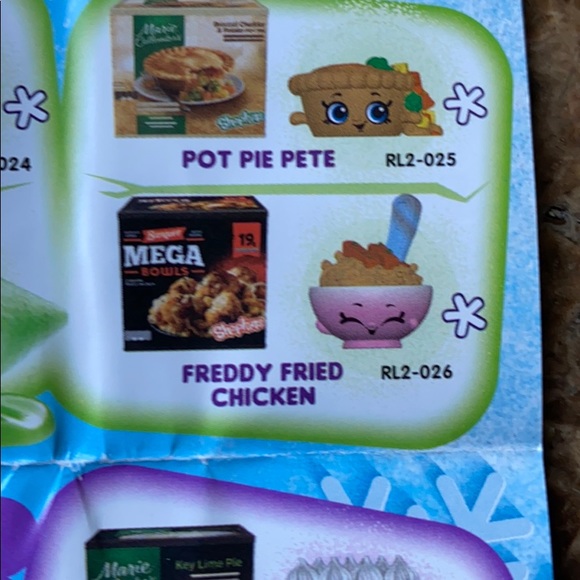 Marie
Callender's
Shopkins
024
POT PIE PETE RL2-025
Banquet
MEGA
BOWLS
19g
Shopkins
FREDDY FRIED RL2-026
CHICKEN
Marie
Key Lime Pie